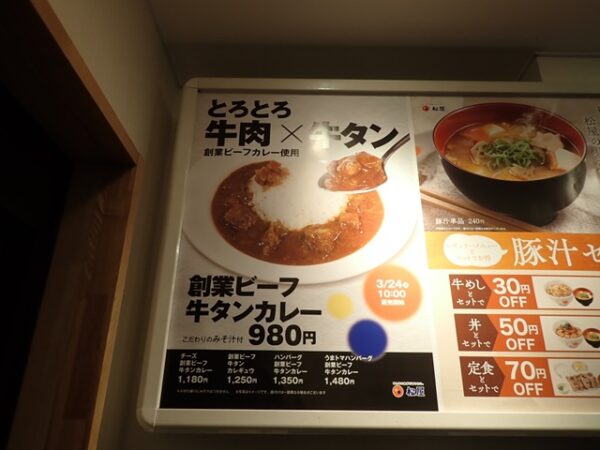 とろとろ
牛肉×牛タン
創業ビーフカレー使用
3/24
10:00
創業ビーフ
牛タンカレー
こだわりのみそ汁付 980円
チーズ
創業ビーフ
牛タンカレー
1,180円
創業ビーフ
牛タン
カレギュウ
1,250円
ハンバーグ
創業ビーフ
牛タンカレー
1,350円
うまトマハンバーグ
創業ビーフ
牛タンカレー
1,480円
松屋
松屋
豚汁単品 240円
豚汁セ
牛めしと
セットで
30円
OFF
丼と
セットで
50円
OFF
定食と
セットで
70円
OFF